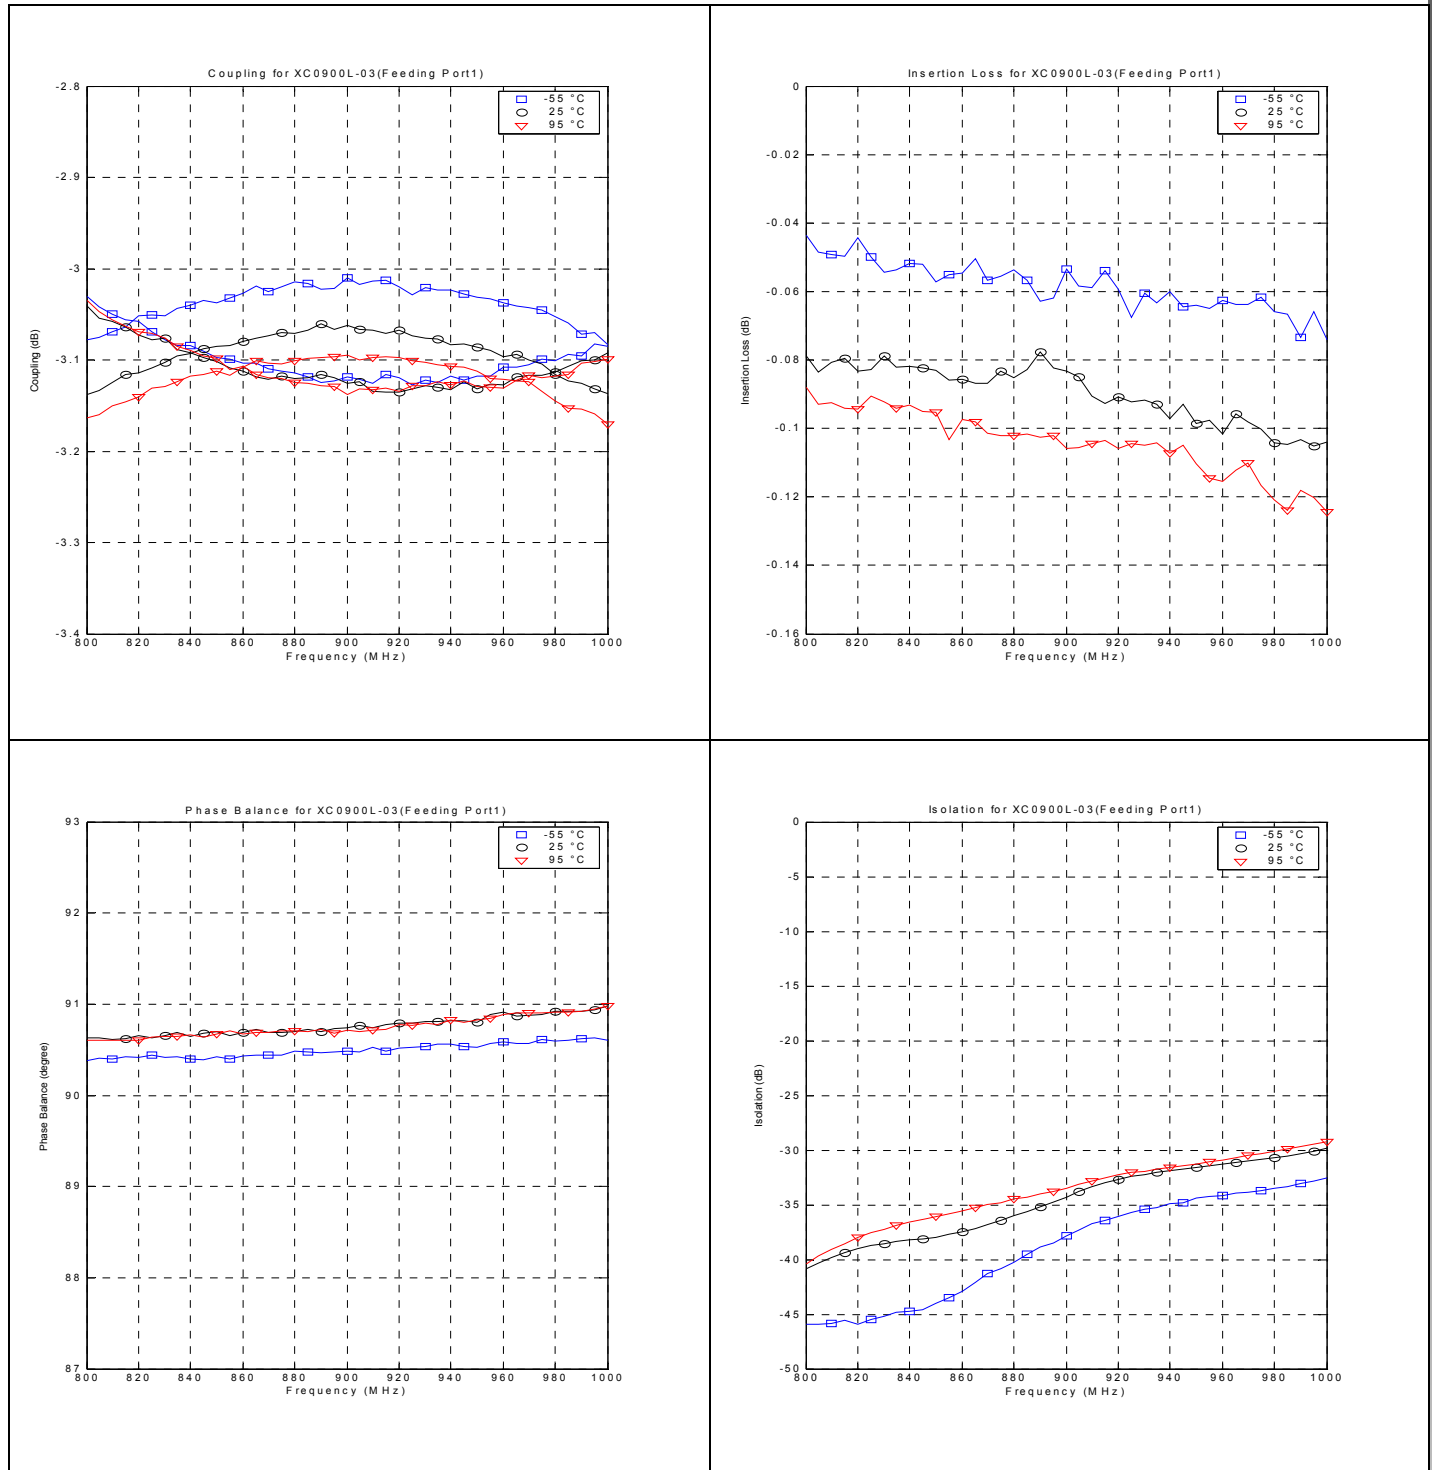 Coupling for XC0900L-03(Feeding Port1)
-2.8
-2.9
-3
-3.1
-3.2
-3.3
-3.4
Coupling (dB)
-55 °C
25 °C
95 °C
800 820 840 860 880 900 920 940 960 980 1000
Frequency (MHz)
Insertion Loss for XC0900L-03(Feeding Port1)
0
-0.02
-0.04
-0.06
-0.08
-0.1
-0.12
-0.14
-0.16
Insertion Loss (dB)
-55 °C
25 °C
95 °C
800 820 840 860 880 900 920 940 960 980 1000
Frequency (MHz)
Phase Balance for XC0900L-03(Feeding Port1)
93
92
91
90
89
88
87
Phase Balance (degree)
-55 °C
25 °C
95 °C
800 820 840 860 880 900 920 940 960 980 1000
Frequency (MHz)
Isolation for XC0900L-03(Feeding Port1)
0
-5
-10
-15
-20
-25
-30
-35
-40
-45
-50
Isolation (dB)
-55 °C
25 °C
95 °C
800 820 840 860 880 900 920 940 960 980 1000
Frequency (MHz)